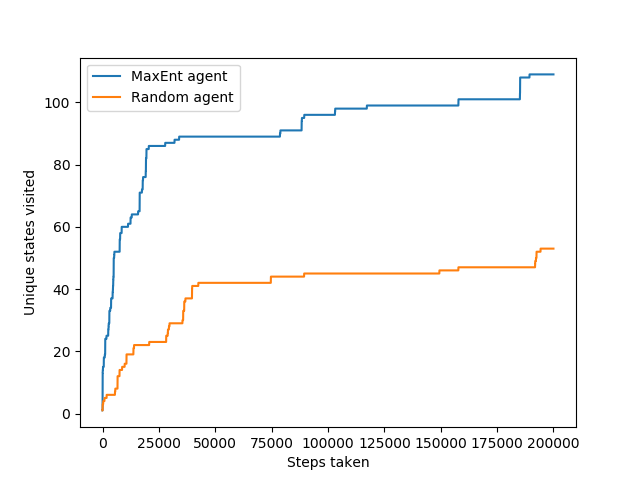 MaxEnt agent
Random agent
Unique states visited
100
80
60
40
20
0
0 25000 50000 75000 100000 125000 150000 175000 200000
Steps taken